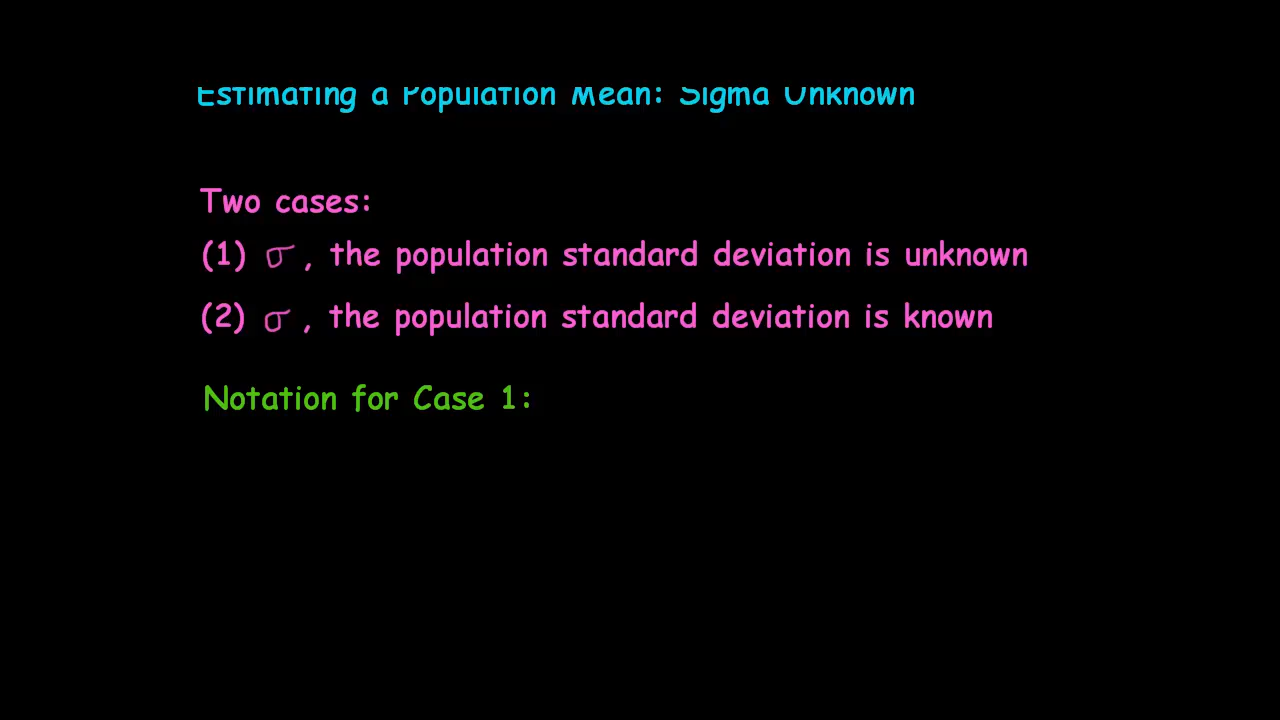 Estimating a Population Mean: Sigma Unknown
Two cases:
(1) σ, the population standard deviation is unknown
(2) σ, the population standard deviation is known
Notation for Case 1: